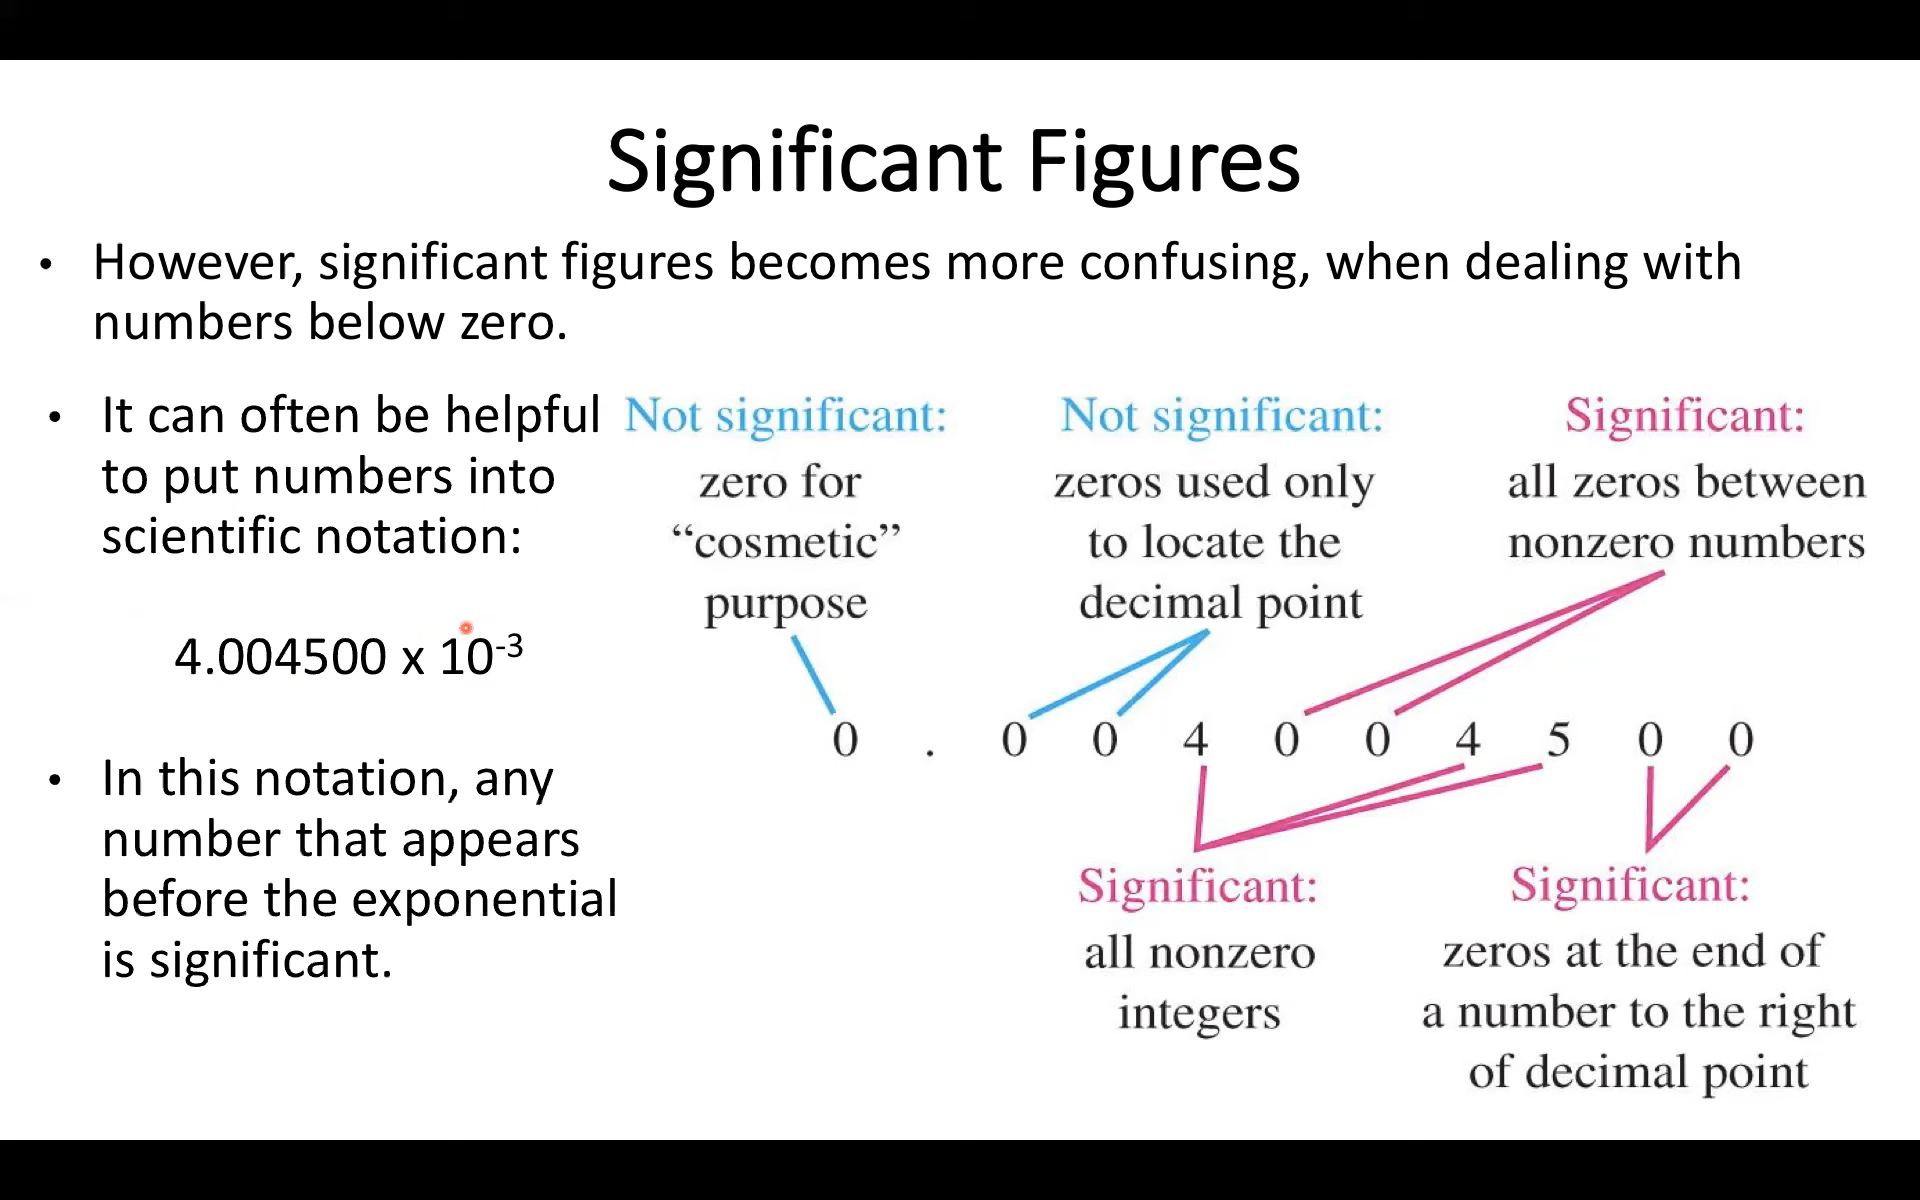 Significant Figures
• However, significant figures becomes more confusing, when dealing with
numbers below zero.
• It can often be helpful
to put numbers into
scientific notation:
4.004500 x 10⁻³
• In this notation, any
number that appears
before the exponential
is significant.
Not significant:
zero for
“cosmetic”
purpose
Not significant:
zeros used only
to locate the
decimal point
Significant:
all zeros between
nonzero numbers
0 . 0 0 4 0 0 4 5 0 0
Significant:
all nonzero
integers
Significant:
zeros at the end of
a number to the right
of decimal point